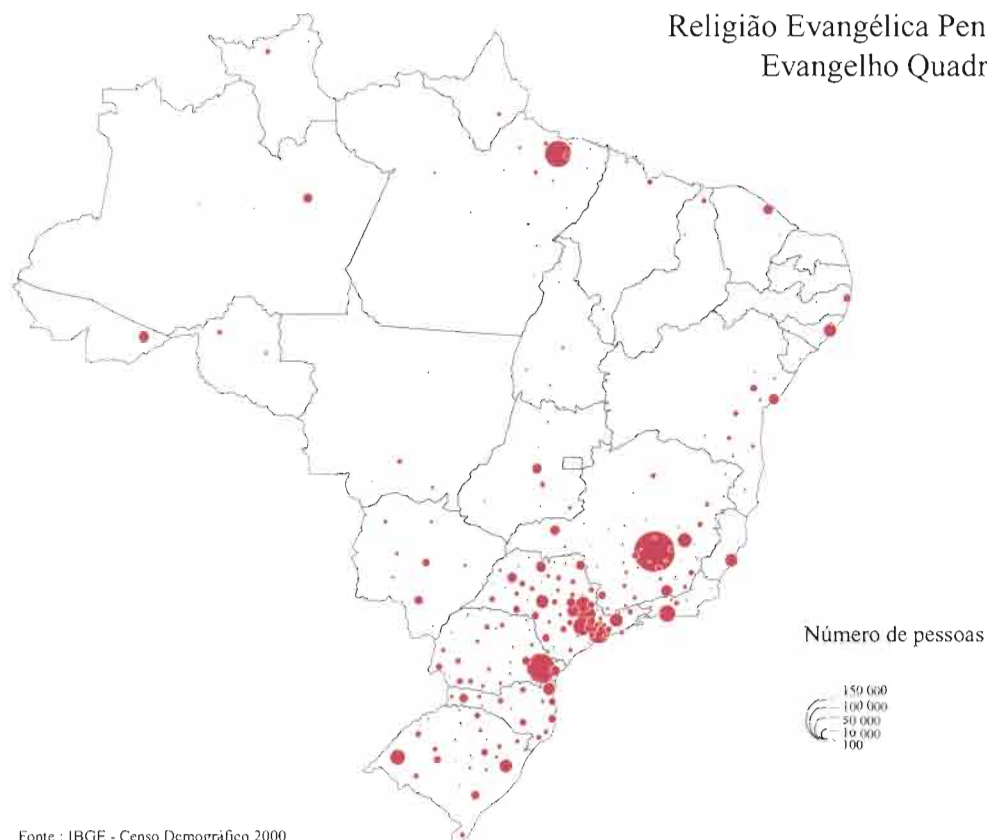 Religião Evangélica Pen
Evangelho Quadr
Número de pessoas
150 000
100 000
50 000
10 000
100
Fonte : IBGE - Censo Demográfico 2000